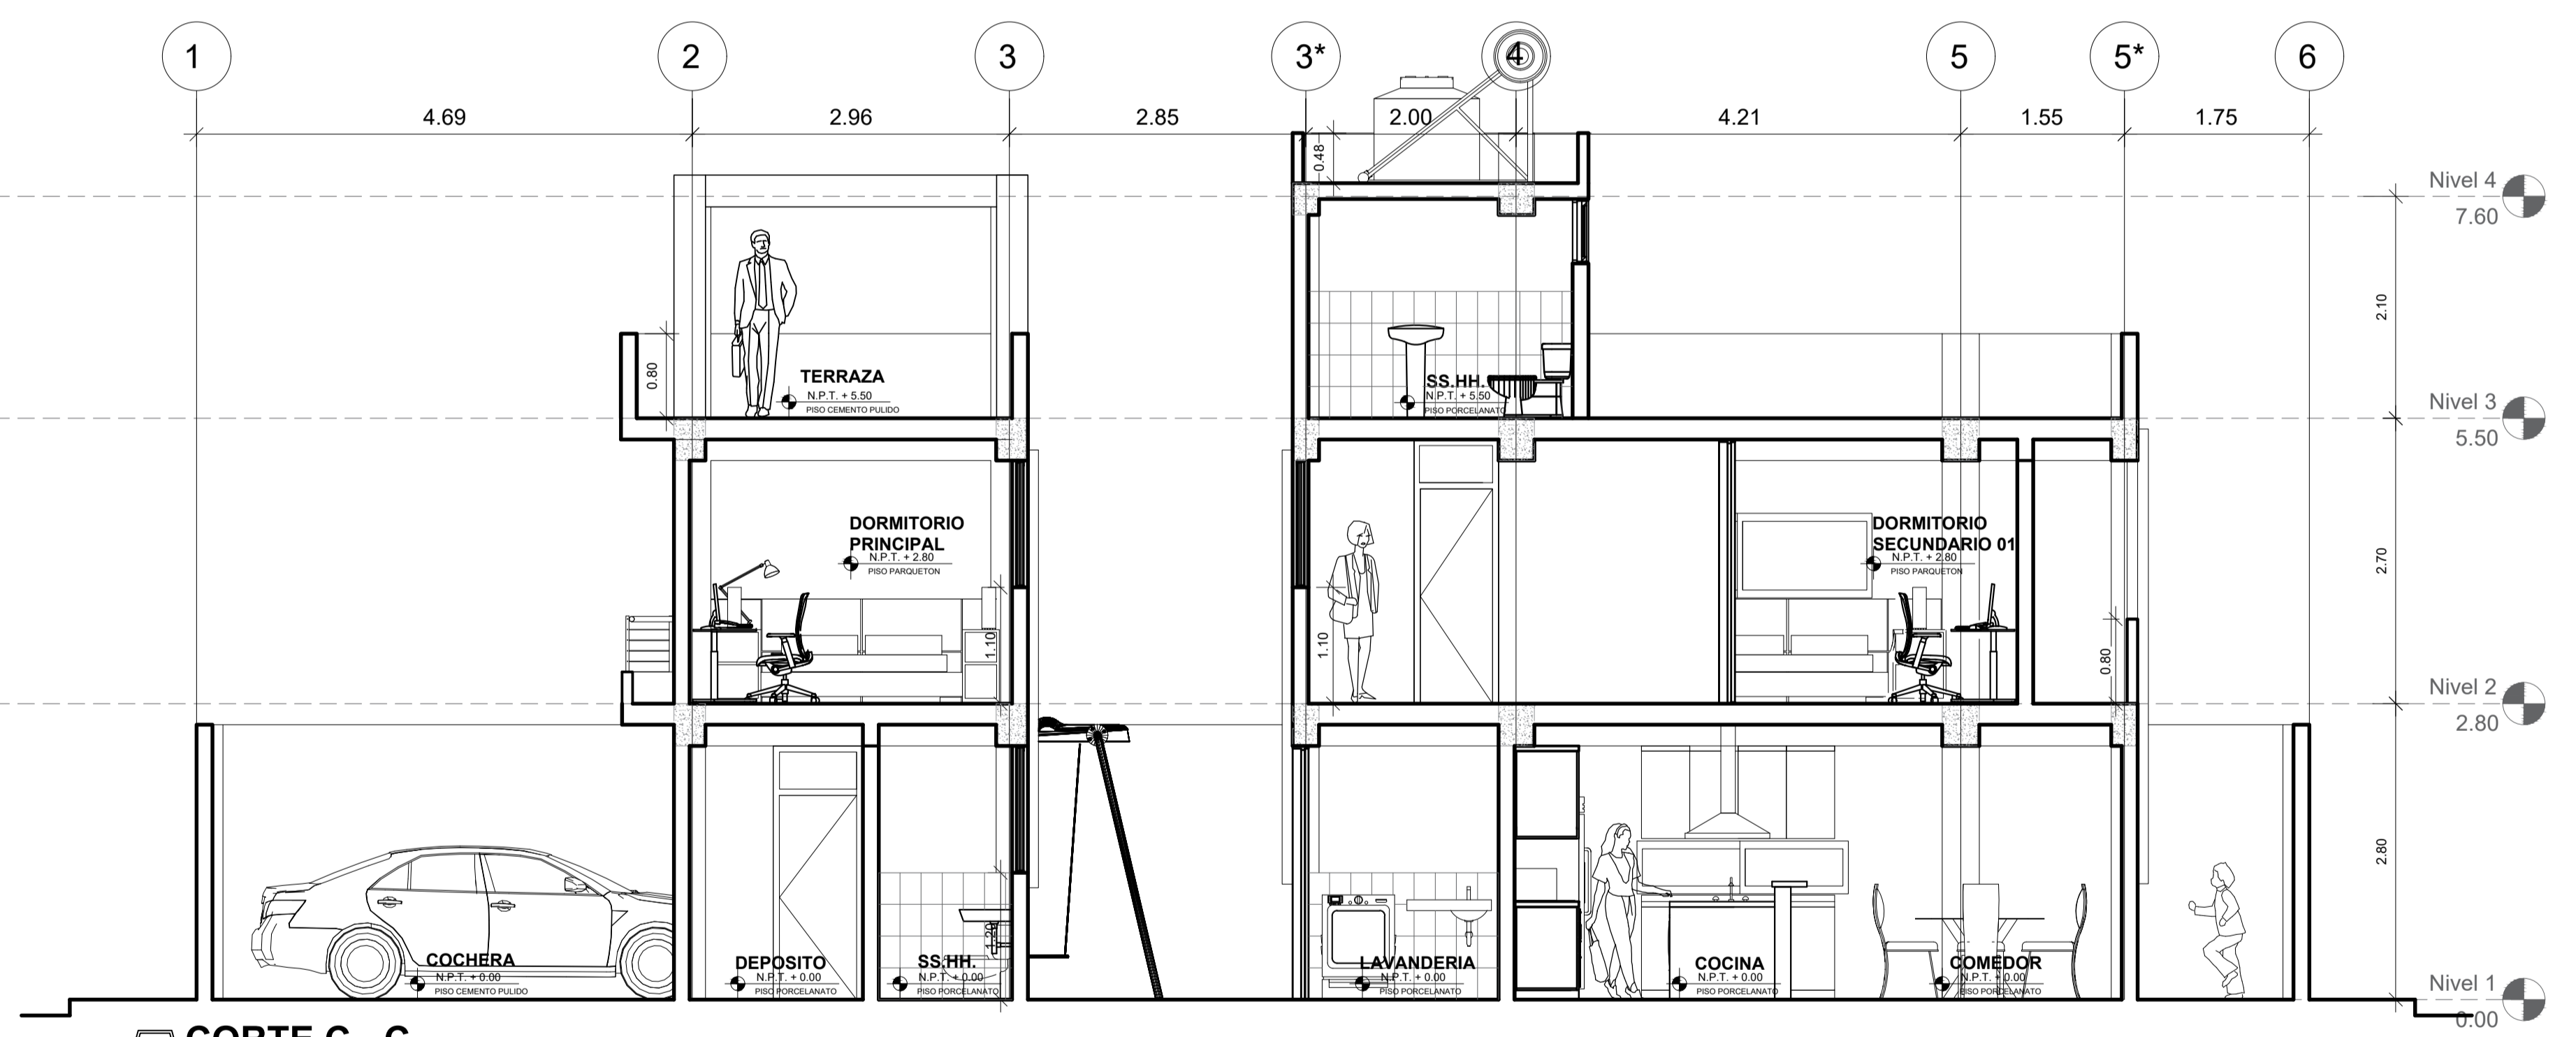 1
2
3
3*
4
5
5*
6
4.69
2.96
2.85
2.00
4.21
1.55
1.75
0.48
Nivel 4
7.60
2.10
0.80
TERRAZA
N.P.T. + 5.50
PISO CEMENTO PULIDO
SS.HH.
N.P.T. + 5.50
PISO PORCELANATO
Nivel 3
5.50
DORMITORIO
PRINCIPAL
N.P.T. + 2.80
PISO PARQUETON
1.10
1.10
DORMITORIO
SECUNDARIO 01
N.P.T. + 2.80
PISO PARQUETON
0.80
2.70
Nivel 2
2.80
2.80
COCHERA
N.P.T. + 0.00
PISO CEMENTO PULIDO
DEPOSITO
N.P.T. + 0.00
PISO PORCELANATO
1.20
SS.HH.
N.P.T. + 0.00
PISO PORCELANATO
LAVANDERIA
N.P.T. + 0.00
PISO PORCELANATO
COCINA
N.P.T. + 0.00
PISO PORCELANATO
COMEDOR
N.P.T. + 0.00
PISO PORCELANATO
Nivel 1
0.00